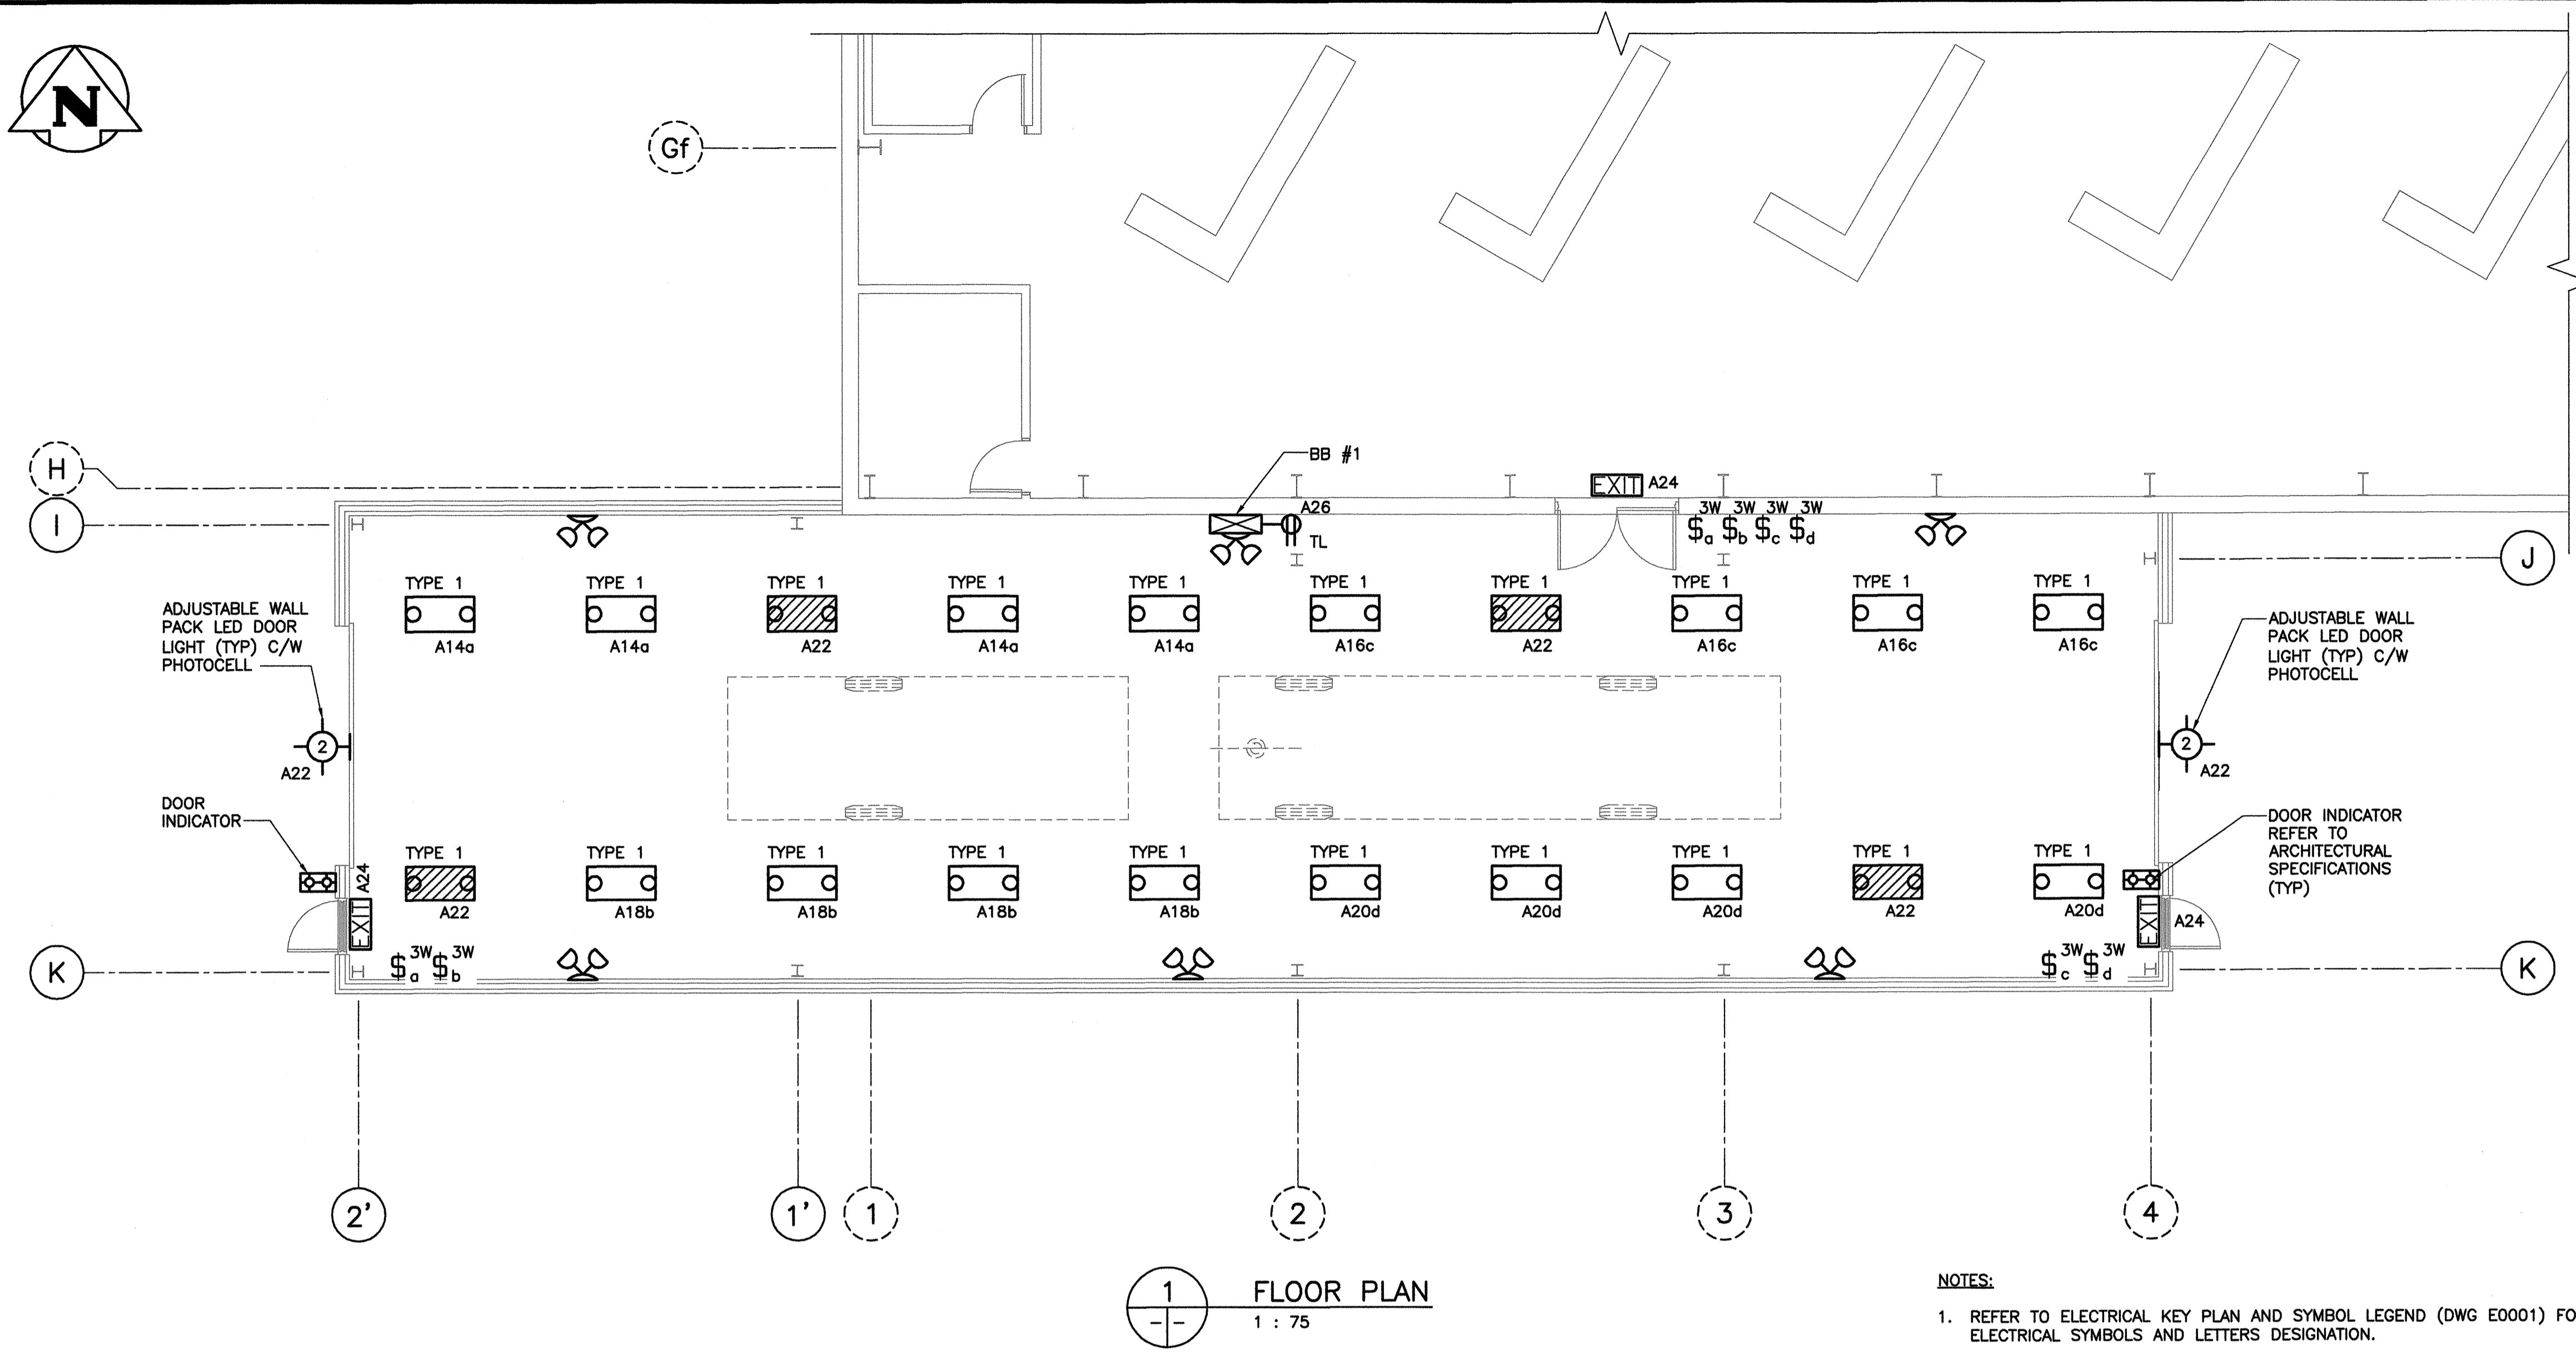 N
Gf
H
BB #1
EXIT A24
I
A26
TL
3W 3W 3W 3W
$a $b $c $d
J
TYPE 1 TYPE 1 TYPE 1 TYPE 1 TYPE 1 TYPE 1 TYPE 1 TYPE 1 TYPE 1 TYPE 1
A14a A14a A22 A14a A14a A16c A22 A16c A16c A16c
ADJUSTABLE WALL
PACK LED DOOR
LIGHT (TYP) C/W
PHOTOCELL
ADJUSTABLE WALL
PACK LED DOOR
LIGHT (TYP) C/W
PHOTOCELL
2
A22
2
A22
DOOR
INDICATOR
DOOR INDICATOR
REFER TO
ARCHITECTURAL
SPECIFICATIONS
(TYP)
TYPE 1 TYPE 1 TYPE 1 TYPE 1 TYPE 1 TYPE 1 TYPE 1 TYPE 1 TYPE 1 TYPE 1
A22 A18b A18b A18b A18b A20d A20d A20d A22 A20d
A24
EXIT
EXIT
A24
K
3W 3W
$a $b
3W 3W
$c $d
K
2' 1' 1 2 3 4
1
FLOOR PLAN
- -
1 : 75
NOTES:
1. REFER TO ELECTRICAL KEY PLAN AND SYMBOL LEGEND (DWG E0001) FO
ELECTRICAL SYMBOLS AND LETTERS DESIGNATION.